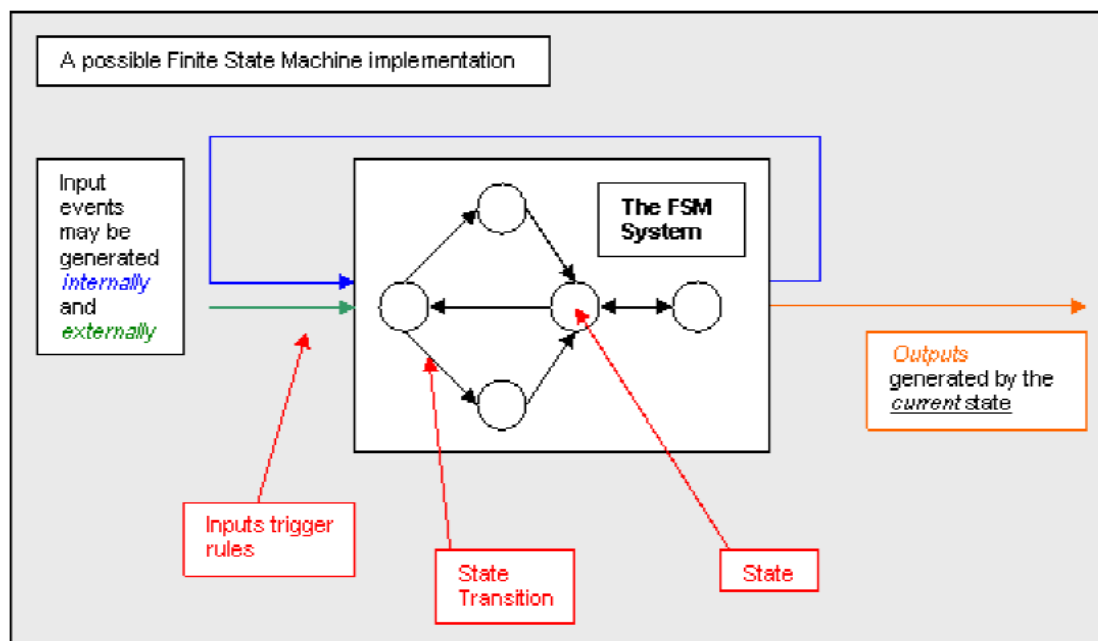 A possible Finite State Machine implementation
Input
events
may be
generated
internally
and
externally
The FSM
System
Outputs
generated by the
current state
Inputs trigger
rules
State
Transition
State